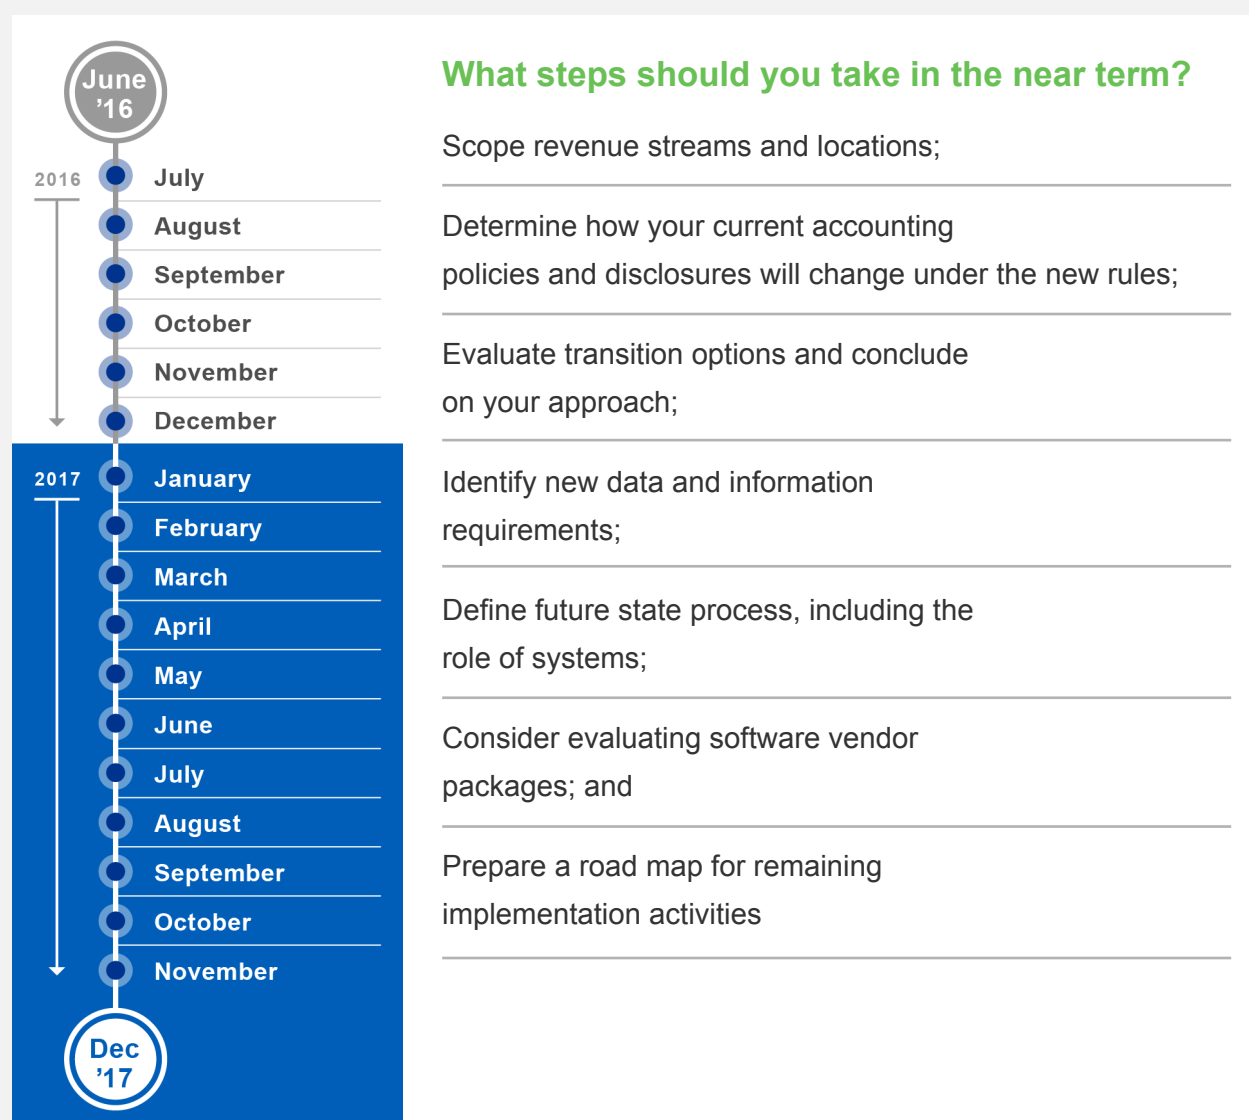 June
’16
2016
July
August
September
October
November
December
2017
January
February
March
April
May
June
July
August
September
October
November
Dec
’17
What steps should you take in the near term?
Scope revenue streams and locations;
Determine how your current accounting
policies and disclosures will change under the new rules;
Evaluate transition options and conclude
on your approach;
Identify new data and information
requirements;
Define future state process, including the
role of systems;
Consider evaluating software vendor
packages; and
Prepare a road map for remaining
implementation activities